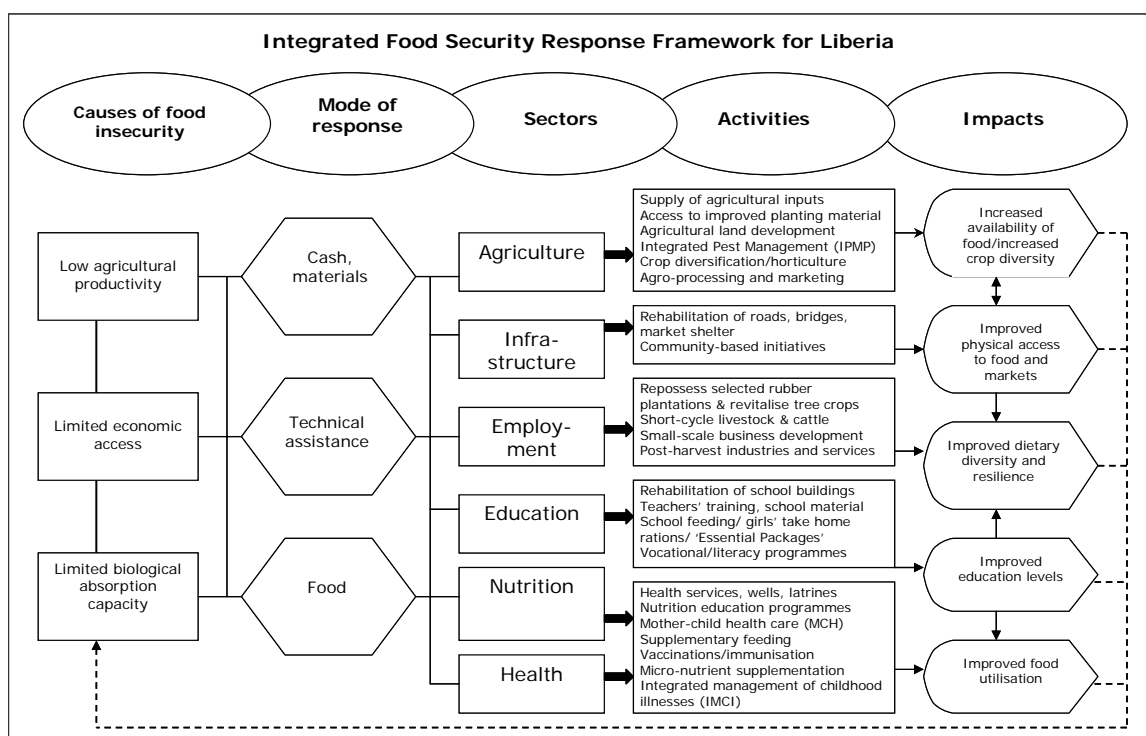 Integrated Food Security Response Framework for Liberia
Causes of food
insecurity
Mode of
response
Sectors
Activities
Impacts
Low agricultural
productivity
Limited economic
access
Limited biological
absorption
capacity
Cash,
materials
Technical
assistance
Food
Agriculture
Infra-
structure
Employ-
ment
Education
Nutrition
Health
Supply of agricultural inputs
Access to improved planting material
Agricultural land development
Integrated Pest Management (IPMP)
Crop diversification/horticulture
Agro-processing and marketing
Rehabilitation of roads, bridges,
market shelter
Community-based initiatives
Repossess selected rubber
plantations & revitalise tree crops
Short-cycle livestock & cattle
Small-scale business development
Post-harvest industries and services
Rehabilitation of school buildings
Teachers' training, school material
School feeding/ girls' take home
rations/ 'Essential Packages'
Vocational/literacy programmes
Health services, wells, latrines
Nutrition education programmes
Mother-child health care (MCH)
Supplementary feeding
Vaccinations/immunisation
Micro-nutrient supplementation
Integrated management of childhood
illnesses (IMCI)
Increased
availability of
food/increased
crop diversity
Improved
physical access
to food and
markets
Improved dietary
diversity and
resilience
Improved
education levels
Improved food
utilisation